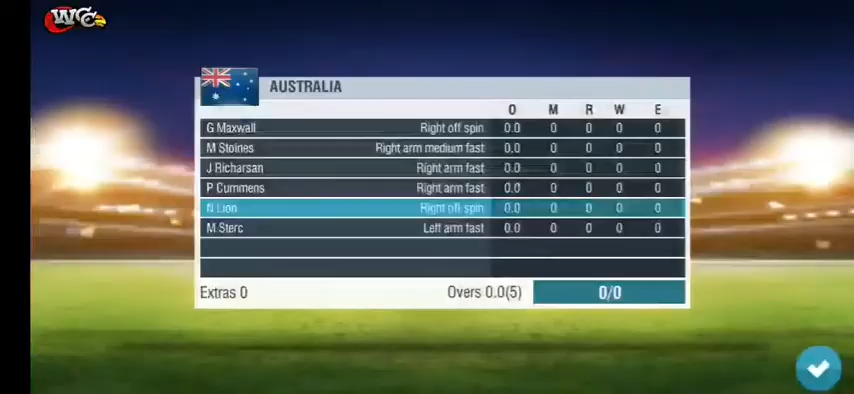 WCC
AUSTRALIA
O M R W E
G Maxwall Right off spin 0.0 0 0 0 0
M Stoines Right arm medium fast 0.0 0 0 0 0
J Richarsan Right arm fast 0.0 0 0 0 0
P Cummens Right arm fast 0.0 0 0 0 0
N Lion Right off spin 0.0 0 0 0 0
M Sterc Left arm fast 0.0 0 0 0 0
Extras 0 Overs 0.0(5) 0/0